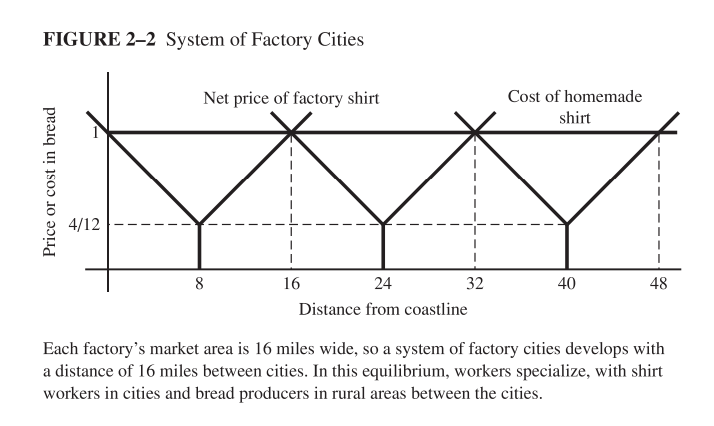 FIGURE 2–2 System of Factory Cities
Net price of factory shirt
Cost of homemade
shirt
Price or cost in bread
1
4/12
8 16 24 32 40 48
Distance from coastline
Each factory’s market area is 16 miles wide, so a system of factory cities develops with
a distance of 16 miles between cities. In this equilibrium, workers specialize, with shirt
workers in cities and bread producers in rural areas between the cities.